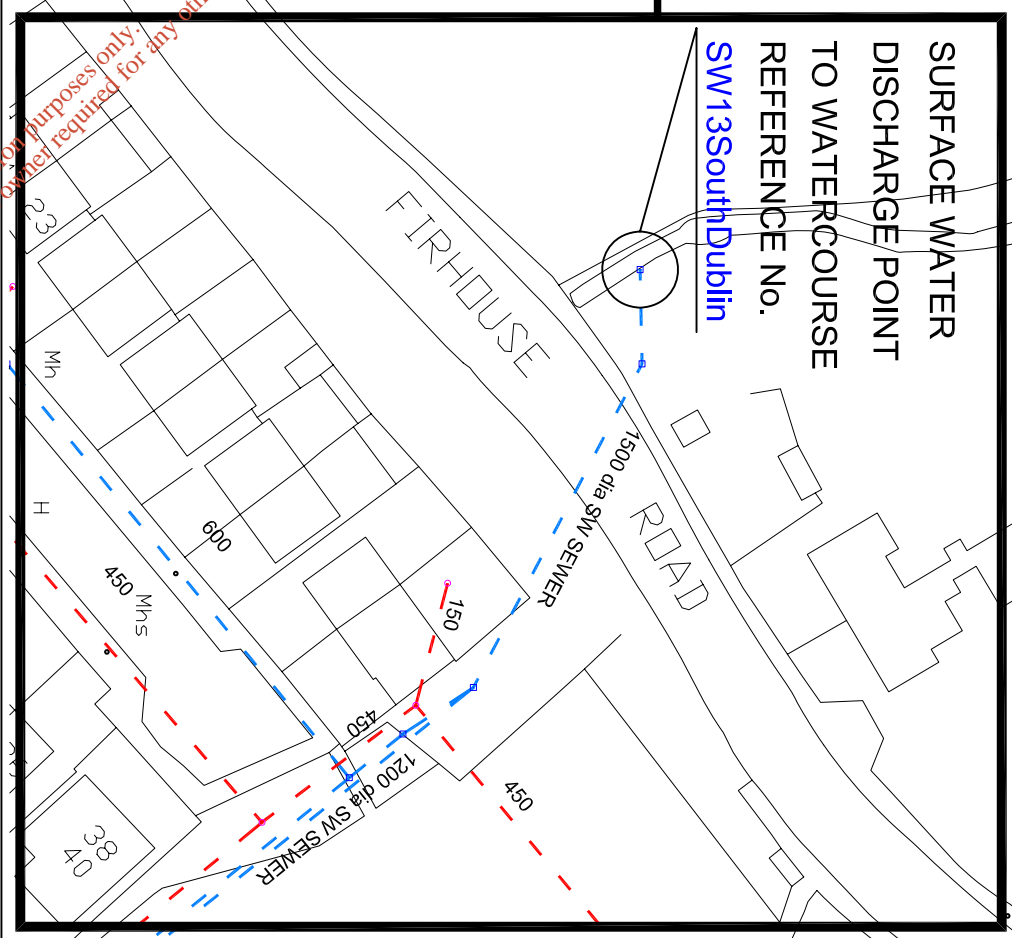 SURFACE WATER
DISCHARGE POINT
TO WATERCOURSE
REFERENCE No.
SW13SouthDublin
ion purposes only.
owner required for any oth
FIRHOUSE
ROAD
1500 dia SW SEWER
1200 dia SW SEWER
23
Mh
H
600
450
Mhs
150
450
450
38
40